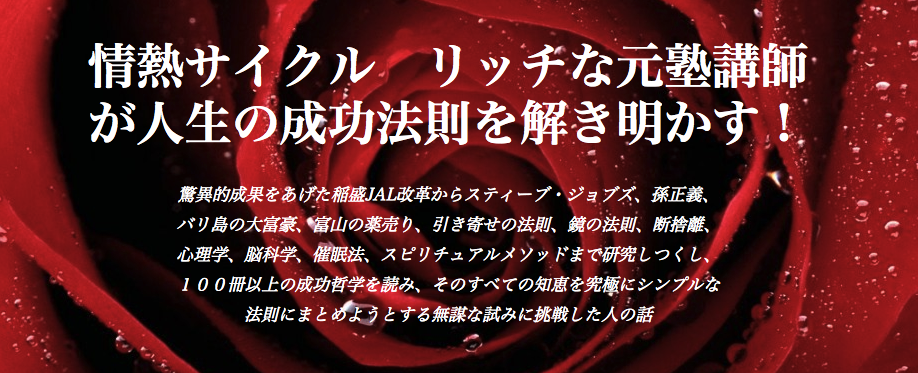 情熱サイクル　リッチな元塾講師
が人生の成功法則を解き明かす！
驚異的成果をあげた稲盛JAL改革からスティーブ・ジョブズ、孫正義、
バリ島の大富豪、富山の薬売り、引き寄せの法則、鏡の法則、断捨離、
心理学、脳科学、催眠法、スピリチュアルメソッドまで研究しつくし、
１００冊以上の成功哲学を読み、そのすべての知恵を究極にシンプルな
法則にまとめようとする無謀な試みに挑戦した人の話